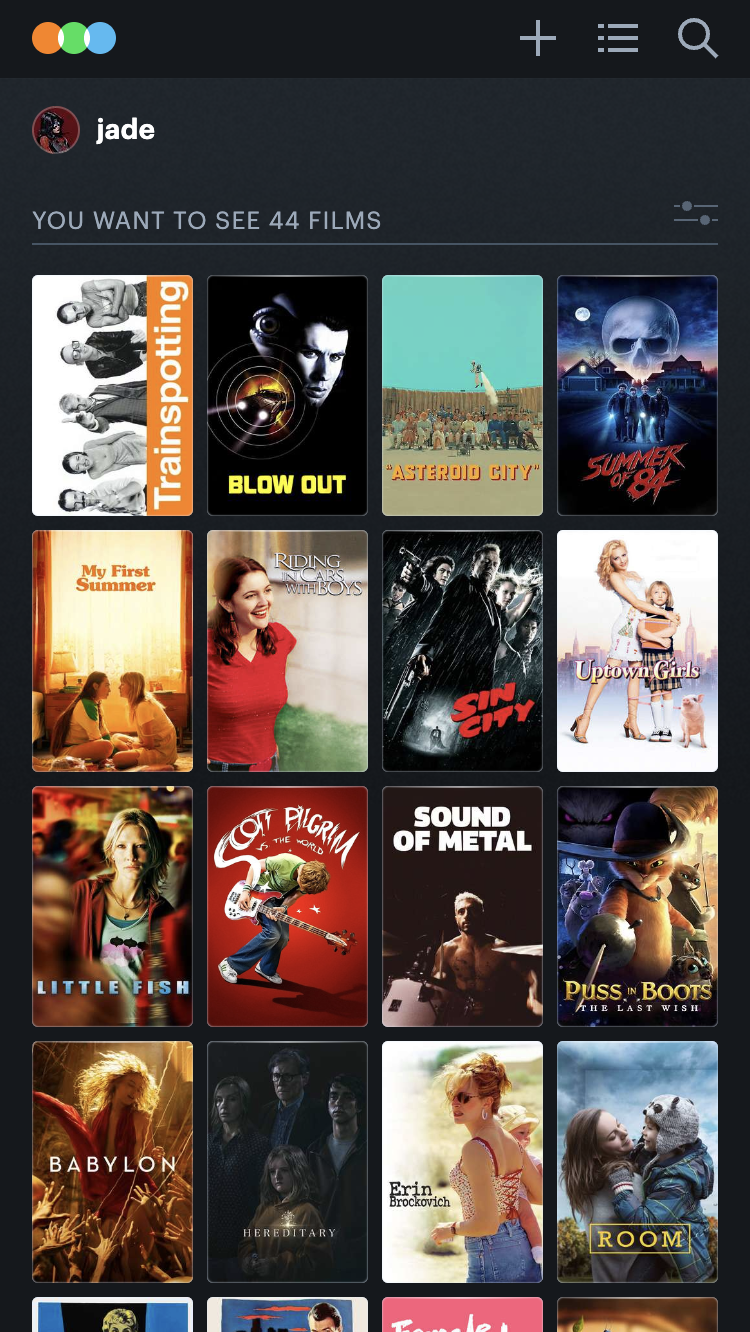 jade
YOU WANT TO SEE 44 FILMS
Trainspotting
BLOW OUT
"ASTEROID CITY"
SUMMER
OF 84
My First
Summer
RIDING
IN CARS
WITH BOYS
SIN
CITY
Uptown Girls
LITTLE FISH
SCOTT PILGRIM
VS THE WORLD
SOUND
OF METAL
PUSS IN BOOTS
THE LAST WISH
BABYLON
HEREDITARY
Erin
Brockovich
ROOM